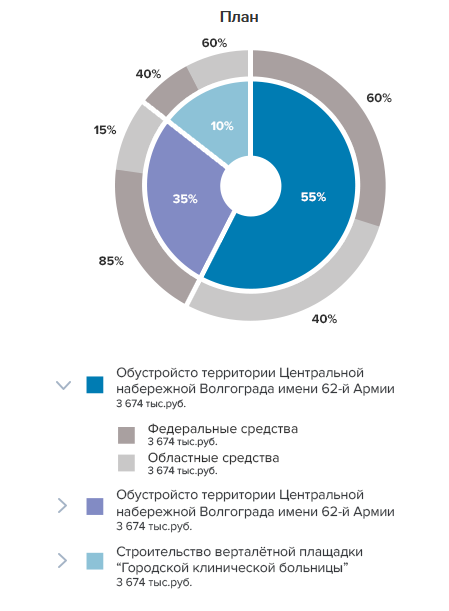 План
60%
40%
60%
15%
10%
35%
55%
85%
40%
Обустройсто территории Центральной
набережной Волгограда имени 62-й Армии
3 674 тыс.руб.
Федеральные средства
3 674 тыс.руб.
Областные средства
3 674 тыс.руб.
Обустройсто территории Центральной
набережной Волгограда имени 62-й Армии
3 674 тыс.руб.
Строительство верталётной площадки
“Городской клинической больницы”
3 674 тыс.руб.